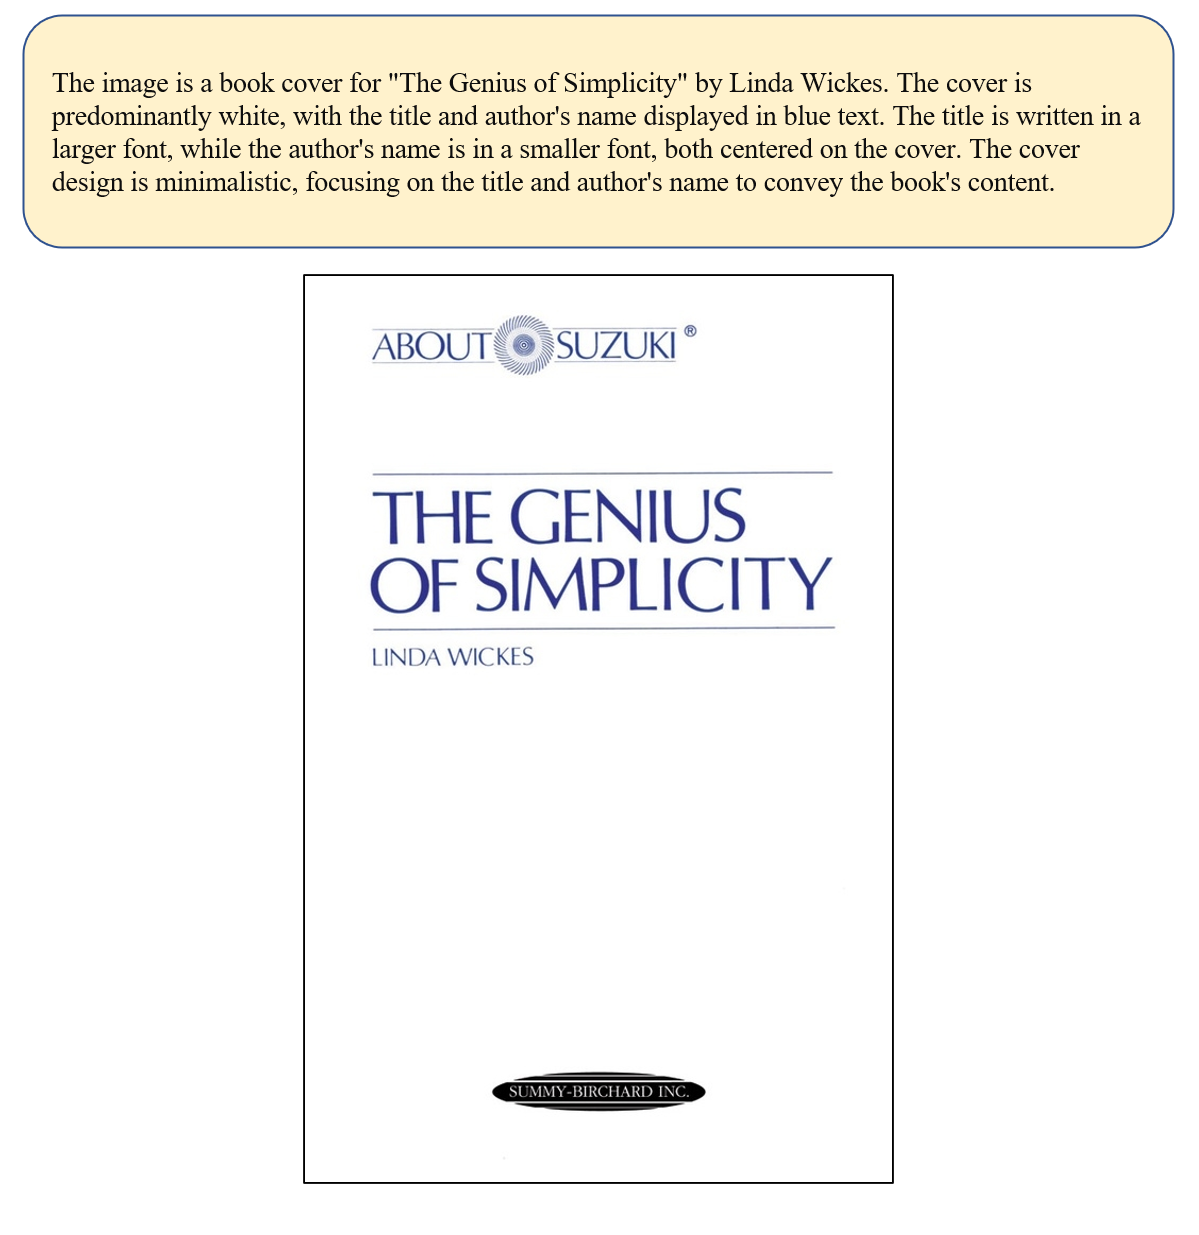 The image is a book cover for "The Genius of Simplicity" by Linda Wickes. The cover is
predominantly white, with the title and author's name displayed in blue text. The title is written in a
larger font, while the author's name is in a smaller font, both centered on the cover. The cover
design is minimalistic, focusing on the title and author's name to convey the book's content.
ABOUT SUZUKI ®
THE GENIUS
OF SIMPLICITY
LINDA WICKES
SUMMY-BIRCHARD INC.